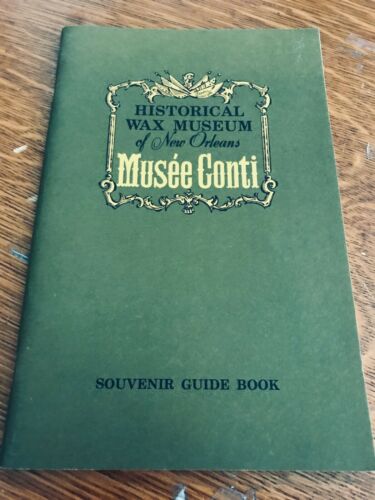 HISTORICAL
WAX MUSEUM
of New Orleans
Musée Conti
SOUVENIR GUIDE BOOK